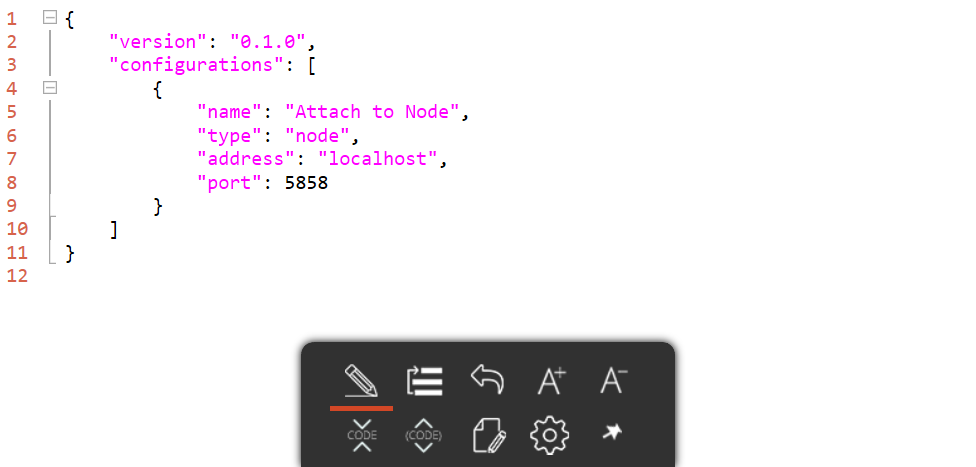 1 {
2 "version": "0.1.0",
3 "configurations": [
4 {
5 "name": "Attach to Node",
6 "type": "node",
7 "address": "localhost",
8 "port": 5858
9 }
10 ]
11 }
12
A+ A-
CODE (CODE)